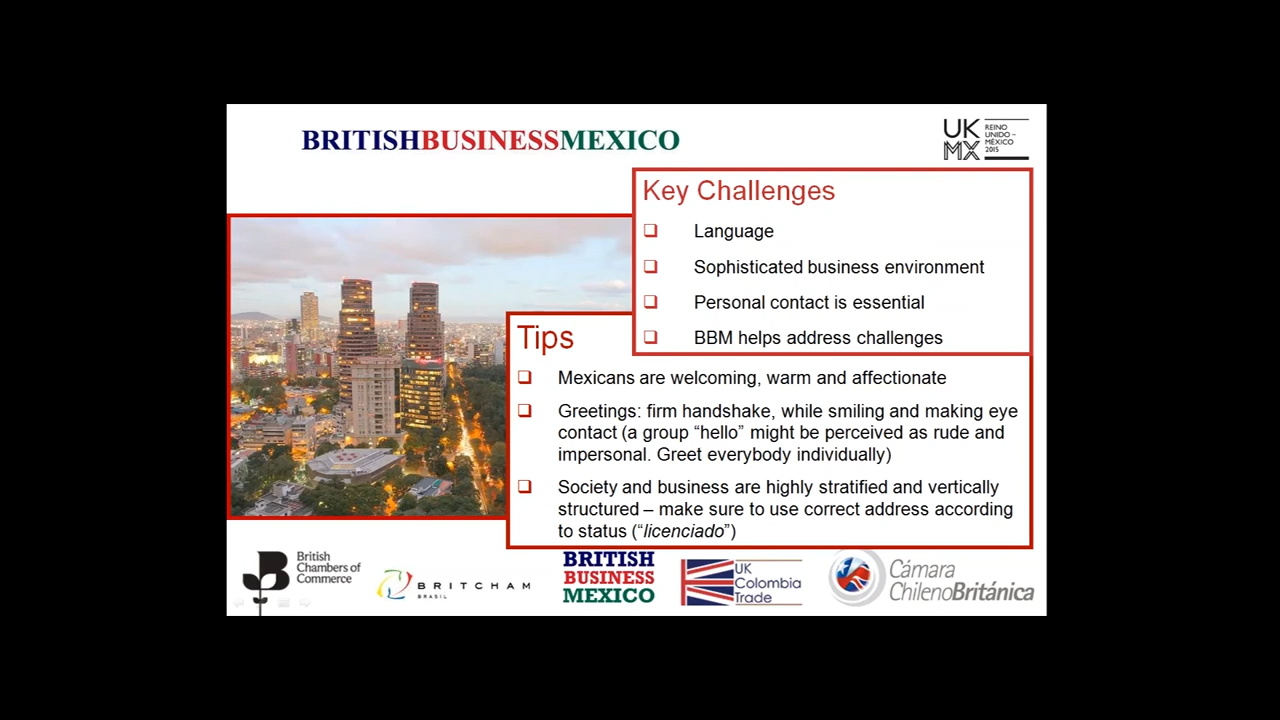 BRITISHBUSINESSMEXICO
UK
MX
REINO
UNIDO –
MÉXICO
2015
Key Challenges
Language
Sophisticated business environment
Personal contact is essential
BBM helps address challenges
Tips
Mexicans are welcoming, warm and affectionate
Greetings: firm handshake, while smiling and making eye
contact (a group “hello” might be perceived as rude and
impersonal. Greet everybody individually)
Society and business are highly stratified and vertically
structured – make sure to use correct address according
to status (“licenciado”)
British
Chambers of
Commerce
BRITCHAM
BRASIL
BRITISH
BUSINESS
MEXICO
UK
Colombia
Trade
Cámara
ChilenoBritánica